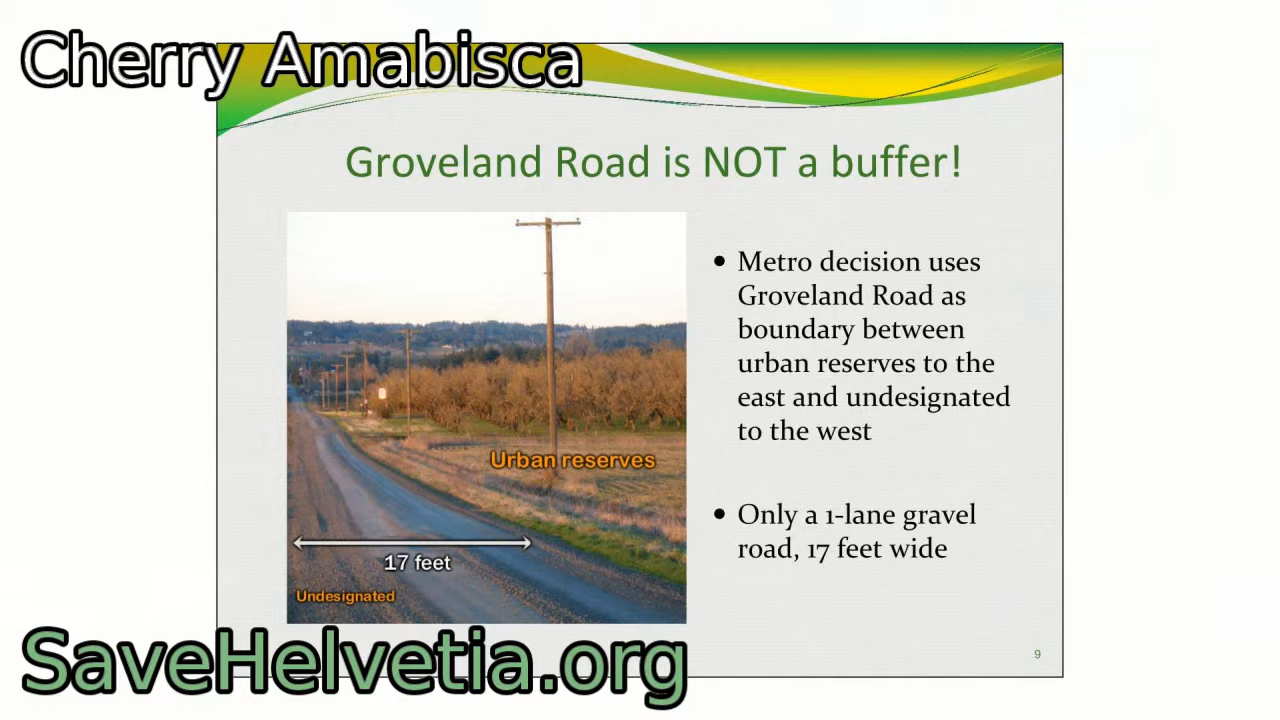 Cherry Amabisca
Groveland Road is NOT a buffer!
Metro decision uses
Groveland Road as
boundary between
urban reserves to the
east and undesignated
to the west
Only a 1-lane gravel
road, 17 feet wide
Urban reserves
17 feet
Undesignated
SaveHelvetia.org
9